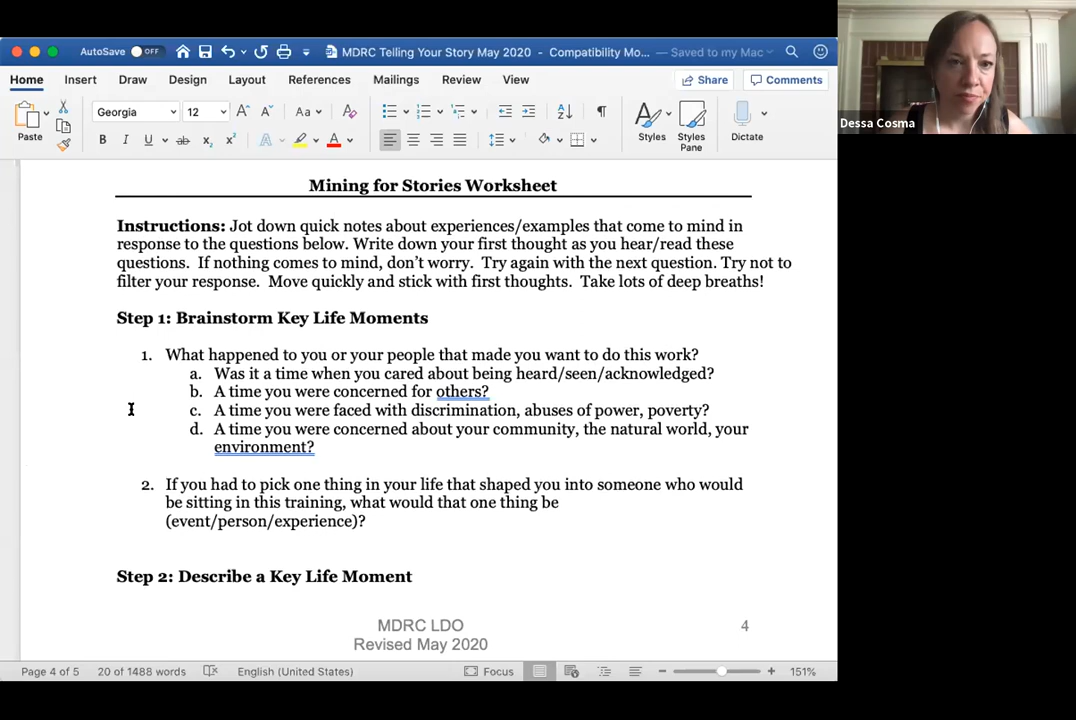 AutoSave OFF MDRC Telling Your Story May 2020 - Compatibility Mo... — Saved to my Mac
Home Insert Draw Design Layout References Mailings Review View Share Comments
Georgia 12
Paste Styles Styles Pane Dictate
Dessa Cosma
Mining for Stories Worksheet
Instructions: Jot down quick notes about experiences/examples that come to mind in
response to the questions below. Write down your first thought as you hear/read these
questions.  If nothing comes to mind, don’t worry.  Try again with the next question. Try not to
filter your response.  Move quickly and stick with first thoughts.  Take lots of deep breaths!
Step 1: Brainstorm Key Life Moments
1. What happened to you or your people that made you want to do this work?
a. Was it a time when you cared about being heard/seen/acknowledged?
b. A time you were concerned for others?
c. A time you were faced with discrimination, abuses of power, poverty?
d. A time you were concerned about your community, the natural world, your
environment?
2. If you had to pick one thing in your life that shaped you into someone who would
be sitting in this training, what would that one thing be
(event/person/experience)?
Step 2: Describe a Key Life Moment
MDRC LDO
Revised May 2020
4
Page 4 of 5 20 of 1488 words English (United States) Focus 151%